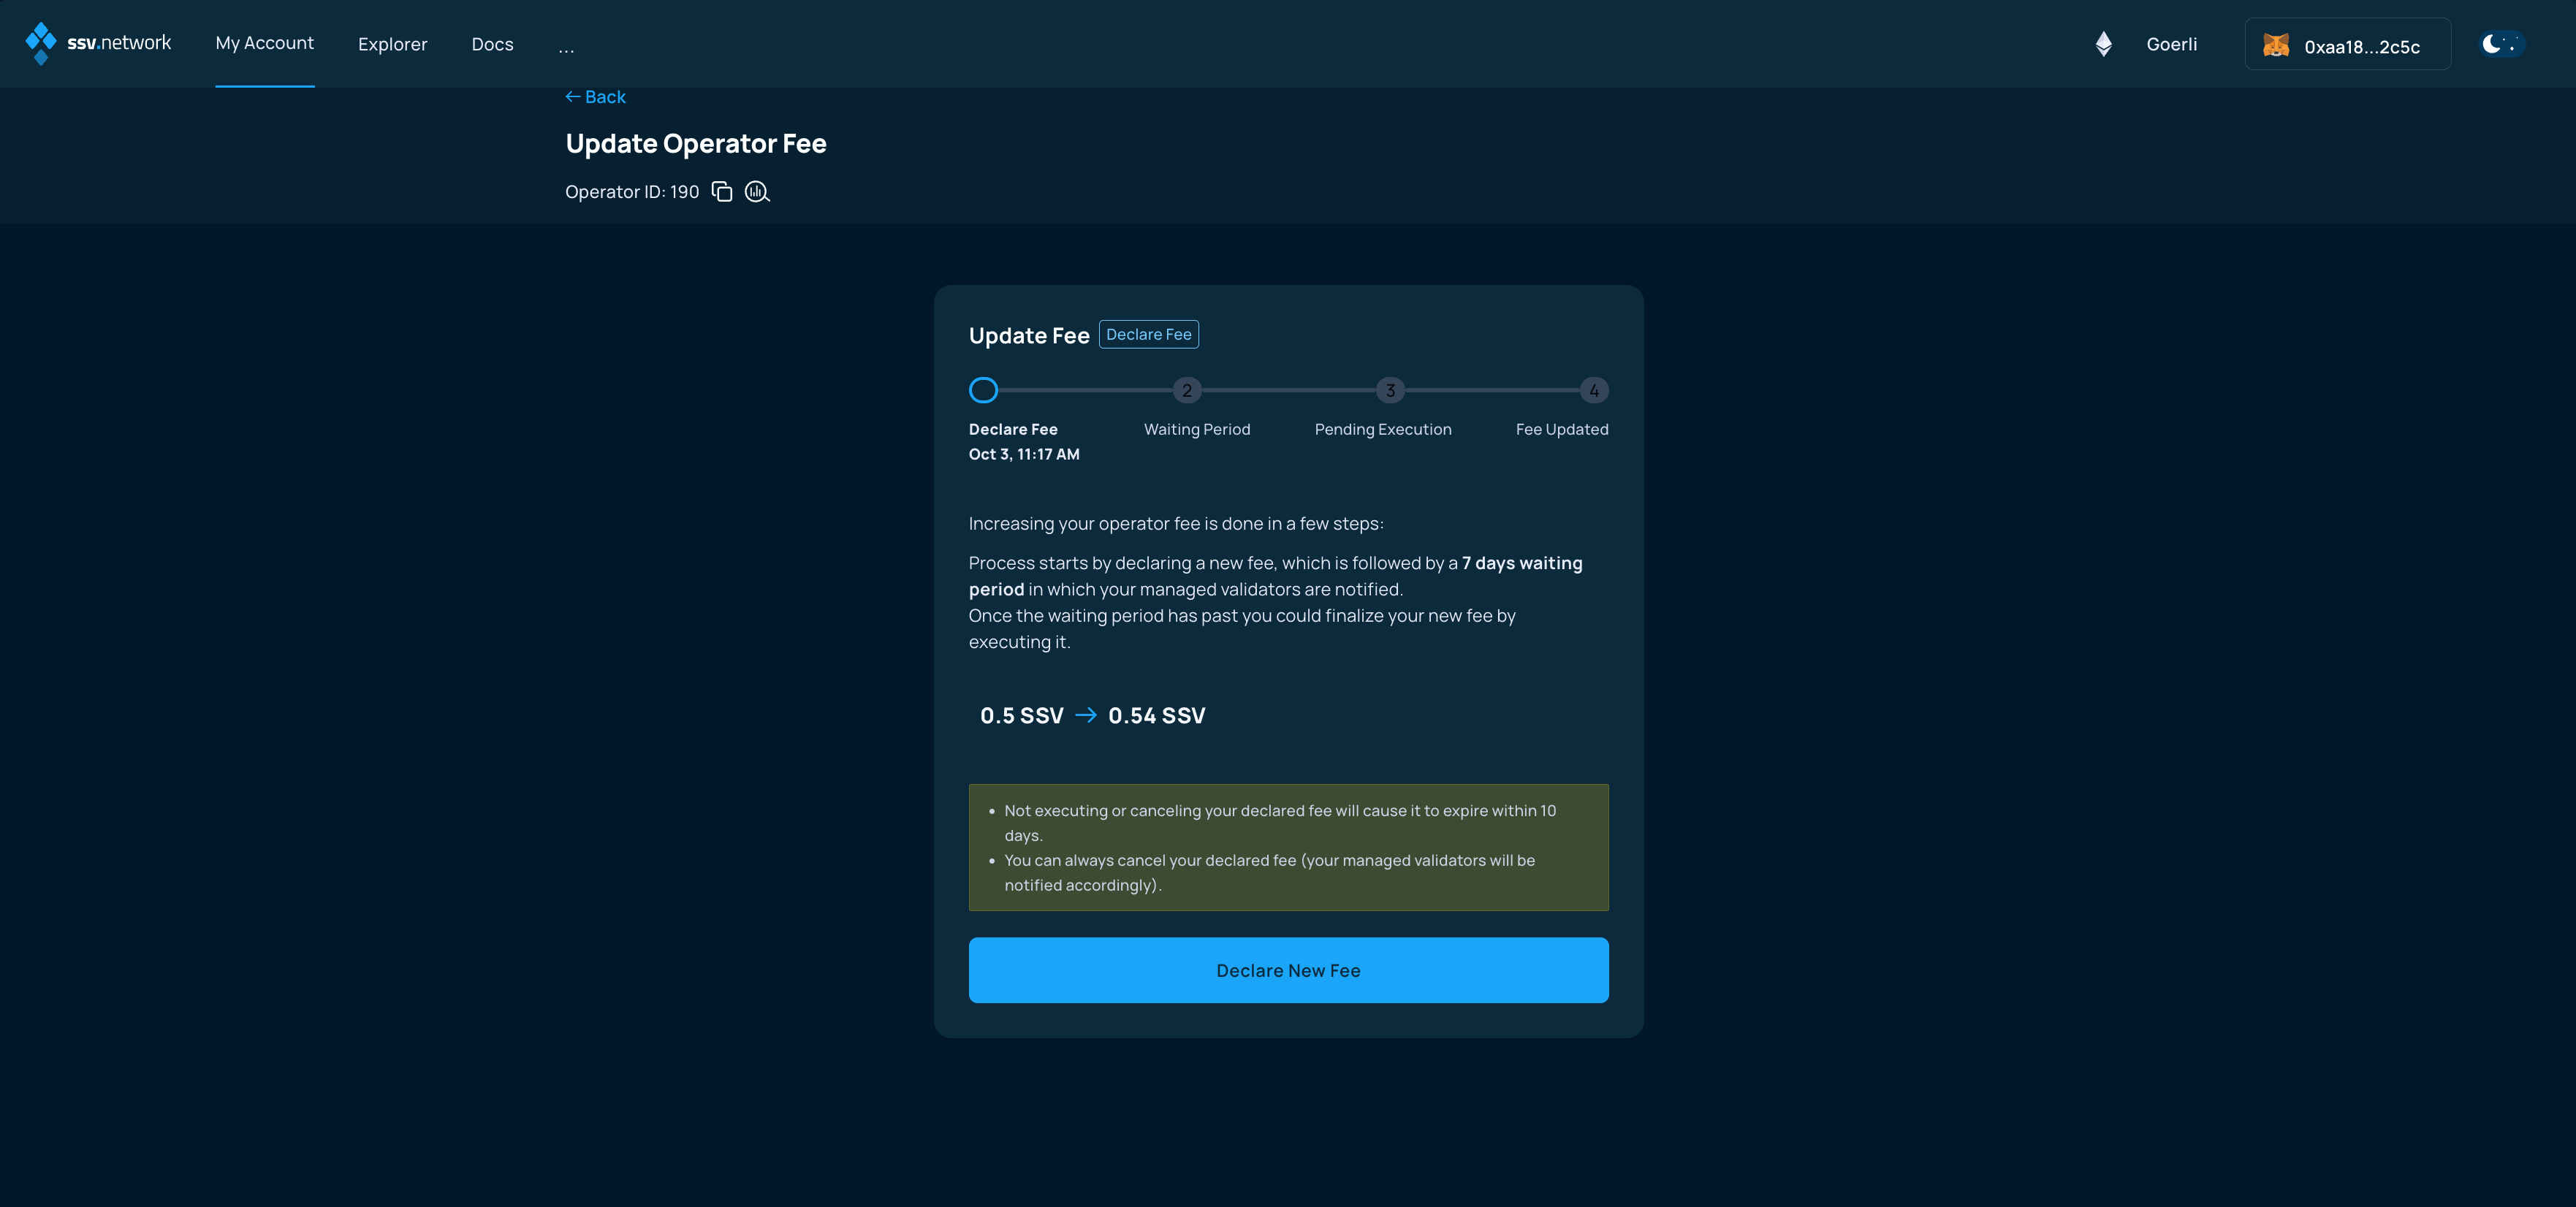 ssv.network
My Account
Explorer
Docs
...
Goerli
0xaa18...2c5c
Back
Update Operator Fee
Operator ID: 190
Update Fee
Declare Fee
2
3
4
Declare Fee
Waiting Period
Pending Execution
Fee Updated
Oct 3, 11:17 AM
Increasing your operator fee is done in a few steps:
Process starts by declaring a new fee, which is followed by a 7 days waiting
period in which your managed validators are notified.
Once the waiting period has past you could finalize your new fee by
executing it.
0.5 SSV → 0.54 SSV
• Not executing or canceling your declared fee will cause it to expire within 10
days.
• You can always cancel your declared fee (your managed validators will be
notified accordingly).
Declare New Fee